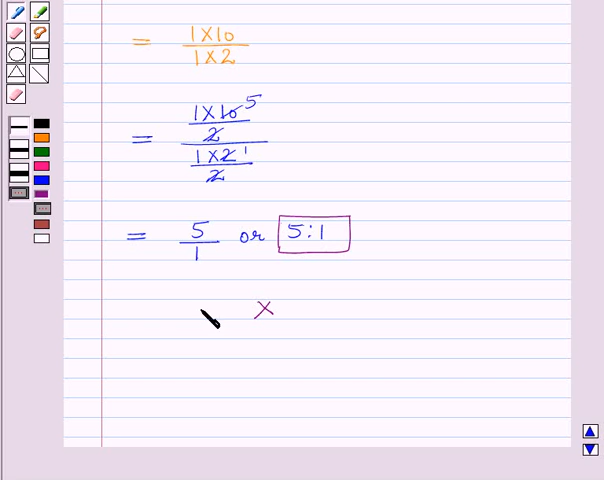 = 1×10 / 1×2
= 1×10 5 / 2 / 1×2 1 / 2
= 5/1 or 5:1
×